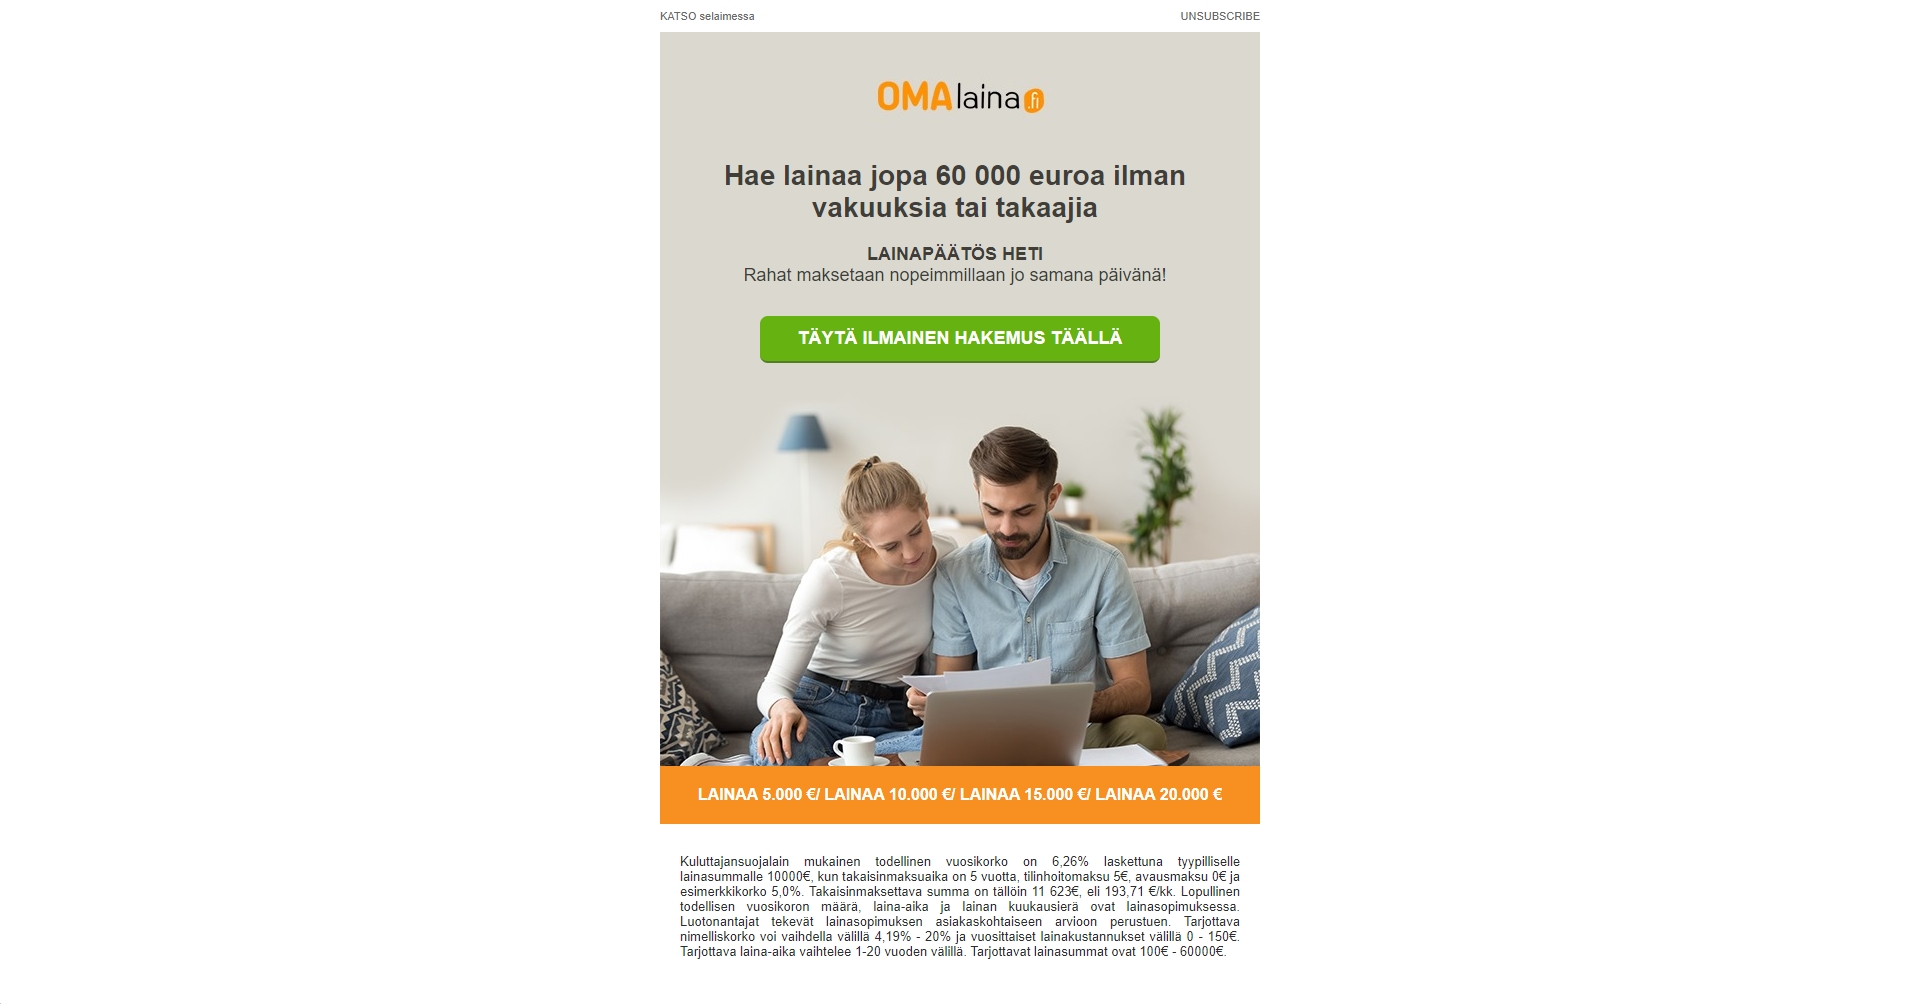 KATSO selaimessa
UNSUBSCRIBE
OMAlaina.fi
Hae lainaa jopa 60 000 euroa ilman
vakuuksia tai takaajia
LAINAPÄÄTÖS HETI
Rahat maksetaan nopeimmillaan jo samana päivänä!
TÄYTÄ ILMAINEN HAKEMUS TÄÄLLÄ
LAINAA 5.000 €/ LAINAA 10.000 €/ LAINAA 15.000 €/ LAINAA 20.000 €
Kuluttajansuojalain mukainen todellinen vuosikorko on 6,26% laskettuna tyypilliselle
lainasummalle 10000€, kun takaisinmaksuaika on 5 vuotta, tilinhoitomaksu 5€, avausmaksu 0€ ja
esimerkkikorko 5,0%. Takaisinmaksettava summa on tällöin 11 623€, eli 193,71 €/kk. Lopullinen
todellisen vuosikoron määrä, laina-aika ja lainan kuukausierä ovat lainasopimuksessa.
Luotonantajat tekevät lainasopimuksen asiakaskohtaiseen arvioon perustuen. Tarjottava
nimelliskorko voi vaihdella välillä 4,19% - 20% ja vuosittaiset lainakustannukset välillä 0 - 150€.
Tarjottava laina-aika vaihtelee 1-20 vuoden välillä. Tarjottavat lainasummat ovat 100€ - 60000€.